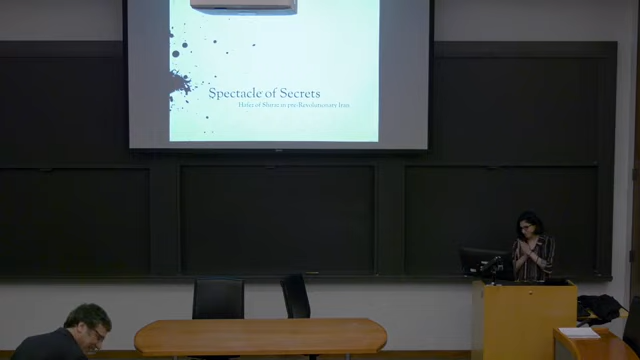 Spectacle of Secrets
Hafez of Shiraz in pre-Revolutionary Iran